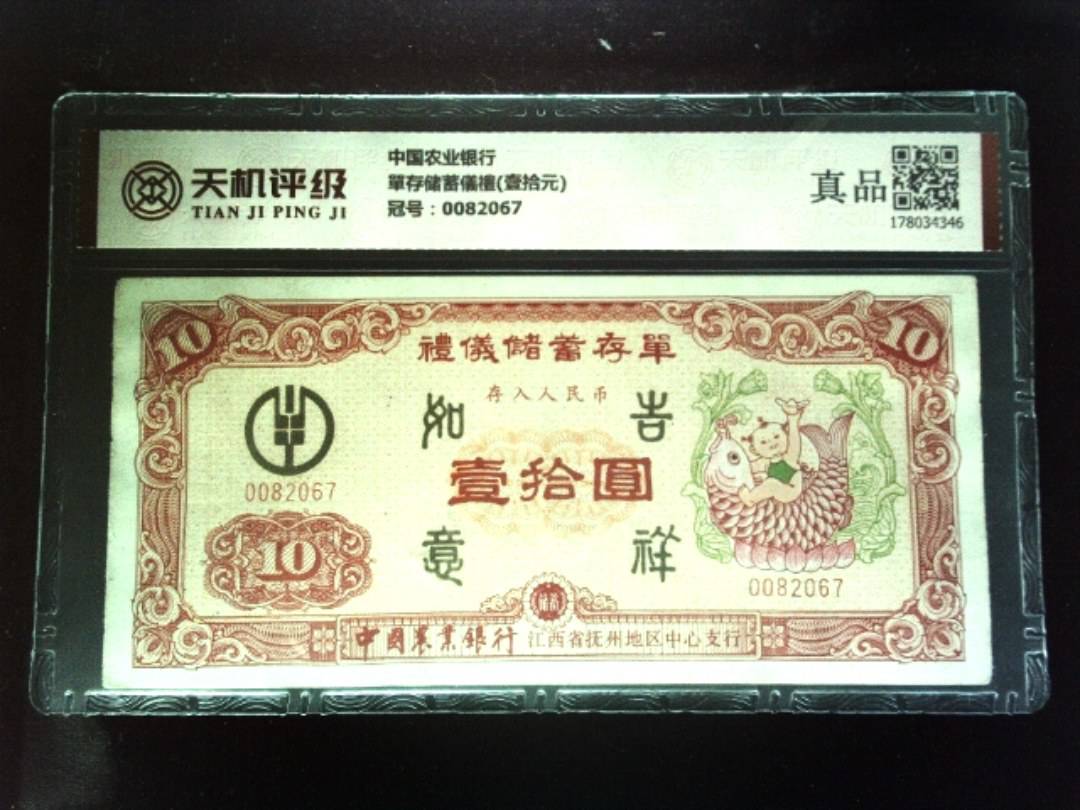 天机评级
TIAN JI PING JI
中国农业银行
單存储蓄儀禮(壹拾元)
冠号：0082067
真品
178034346
10
10
禮儀儲蓄存單
存入人民币
如 吉
壹拾圓
意 祥
0082067
10
0082067
中國農業銀行 江西省抚州地区中心支行